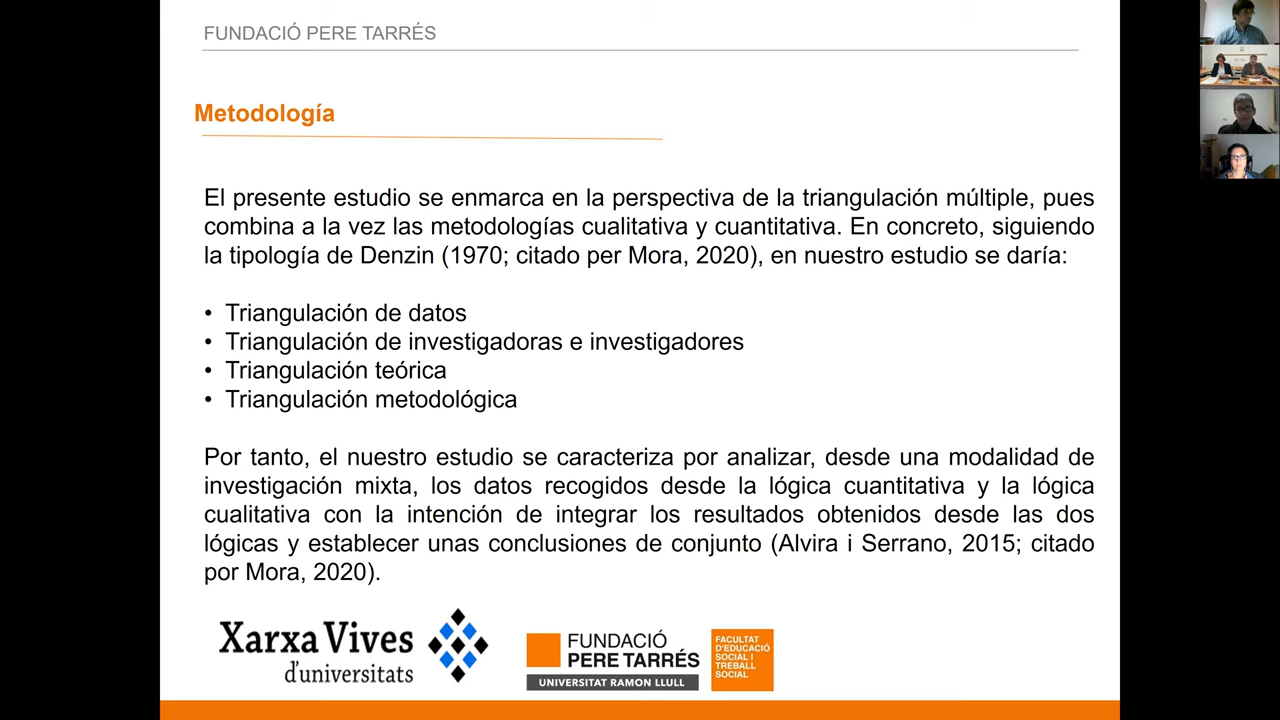 FUNDACIÓ PERE TARRÉS
Metodología
El presente estudio se enmarca en la perspectiva de la triangulación múltiple, pues
combina a la vez las metodologías cualitativa y cuantitativa. En concreto, siguiendo
la tipología de Denzin (1970; citado per Mora, 2020), en nuestro estudio se daría:
• Triangulación de datos
• Triangulación de investigadoras e investigadores
• Triangulación teórica
• Triangulación metodológica
Por tanto, el nuestro estudio se caracteriza por analizar, desde una modalidad de
investigación mixta, los datos recogidos desde la lógica cuantitativa y la lógica
cualitativa con la intención de integrar los resultados obtenidos desde las dos
lógicas y establecer unas conclusiones de conjunto (Alvira i Serrano, 2015; citado
por Mora, 2020).
Xarxa Vives
d'universitats
FUNDACIÓ
PERE TARRÉS
UNIVERSITAT RAMON LLULL
FACULTAT
D'EDUCACIÓ
SOCIAL I
TREBALL
SOCIAL